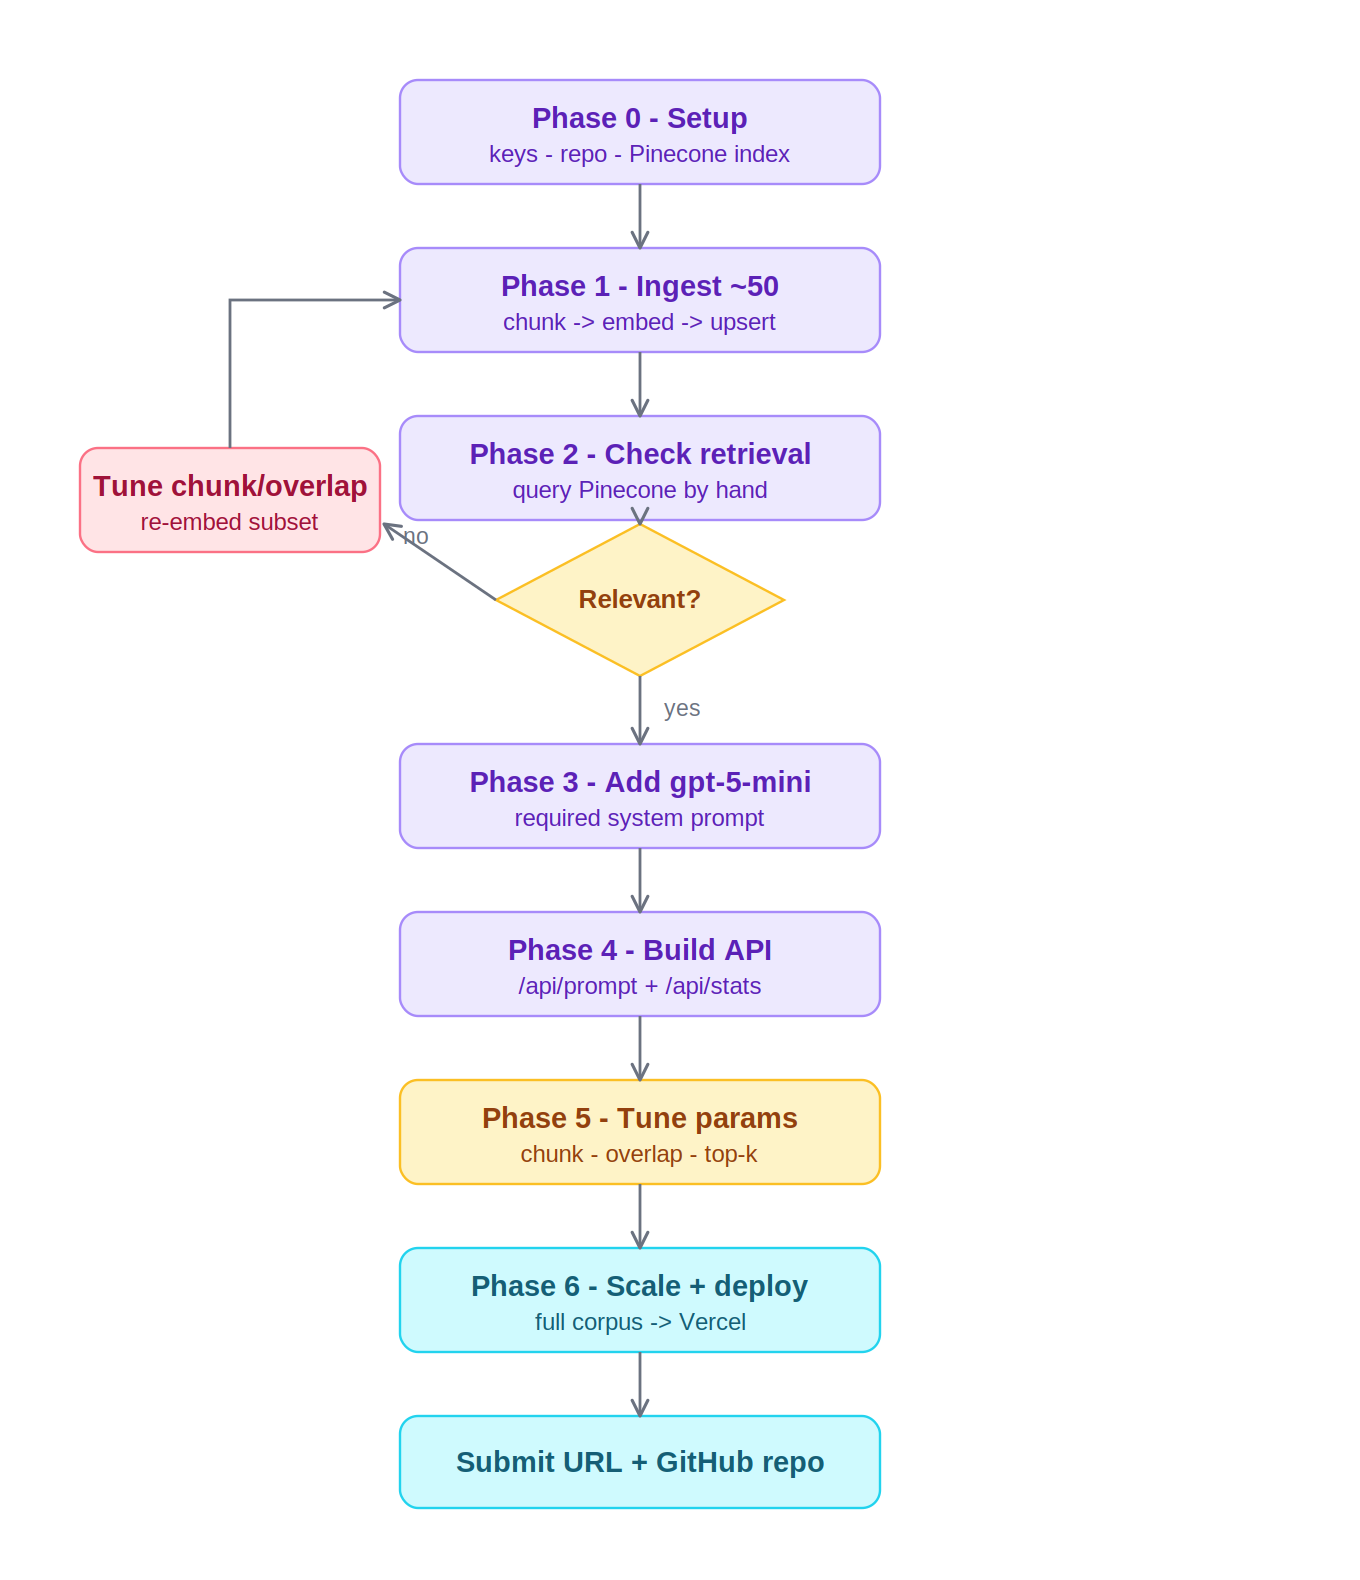 Phase 0 - Setup
keys - repo - Pinecone index
Phase 1 - Ingest ~50
chunk -> embed -> upsert
Phase 2 - Check retrieval
query Pinecone by hand
Tune chunk/overlap
re-embed subset
no
Relevant?
yes
Phase 3 - Add gpt-5-mini
required system prompt
Phase 4 - Build API
/api/prompt + /api/stats
Phase 5 - Tune params
chunk - overlap - top-k
Phase 6 - Scale + deploy
full corpus -> Vercel
Submit URL + GitHub repo